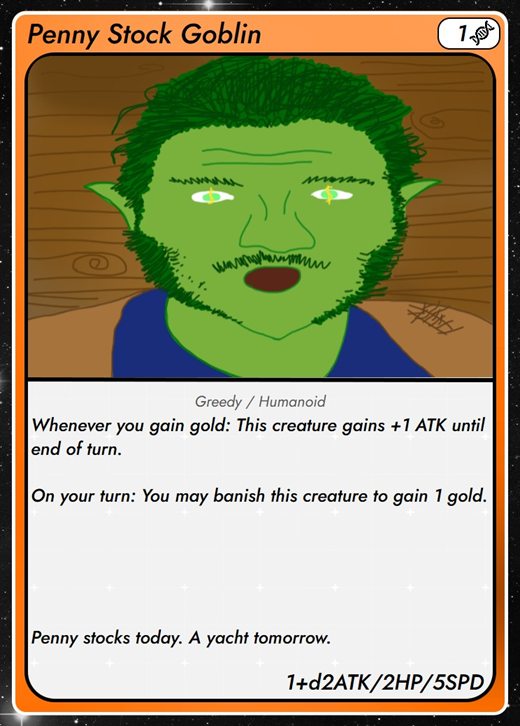 Penny Stock Goblin
1
Greedy / Humanoid
Whenever you gain gold: This creature gains +1 ATK until
end of turn.
On your turn: You may banish this creature to gain 1 gold.
Penny stocks today. A yacht tomorrow.
1+d2ATK/2HP/5SPD